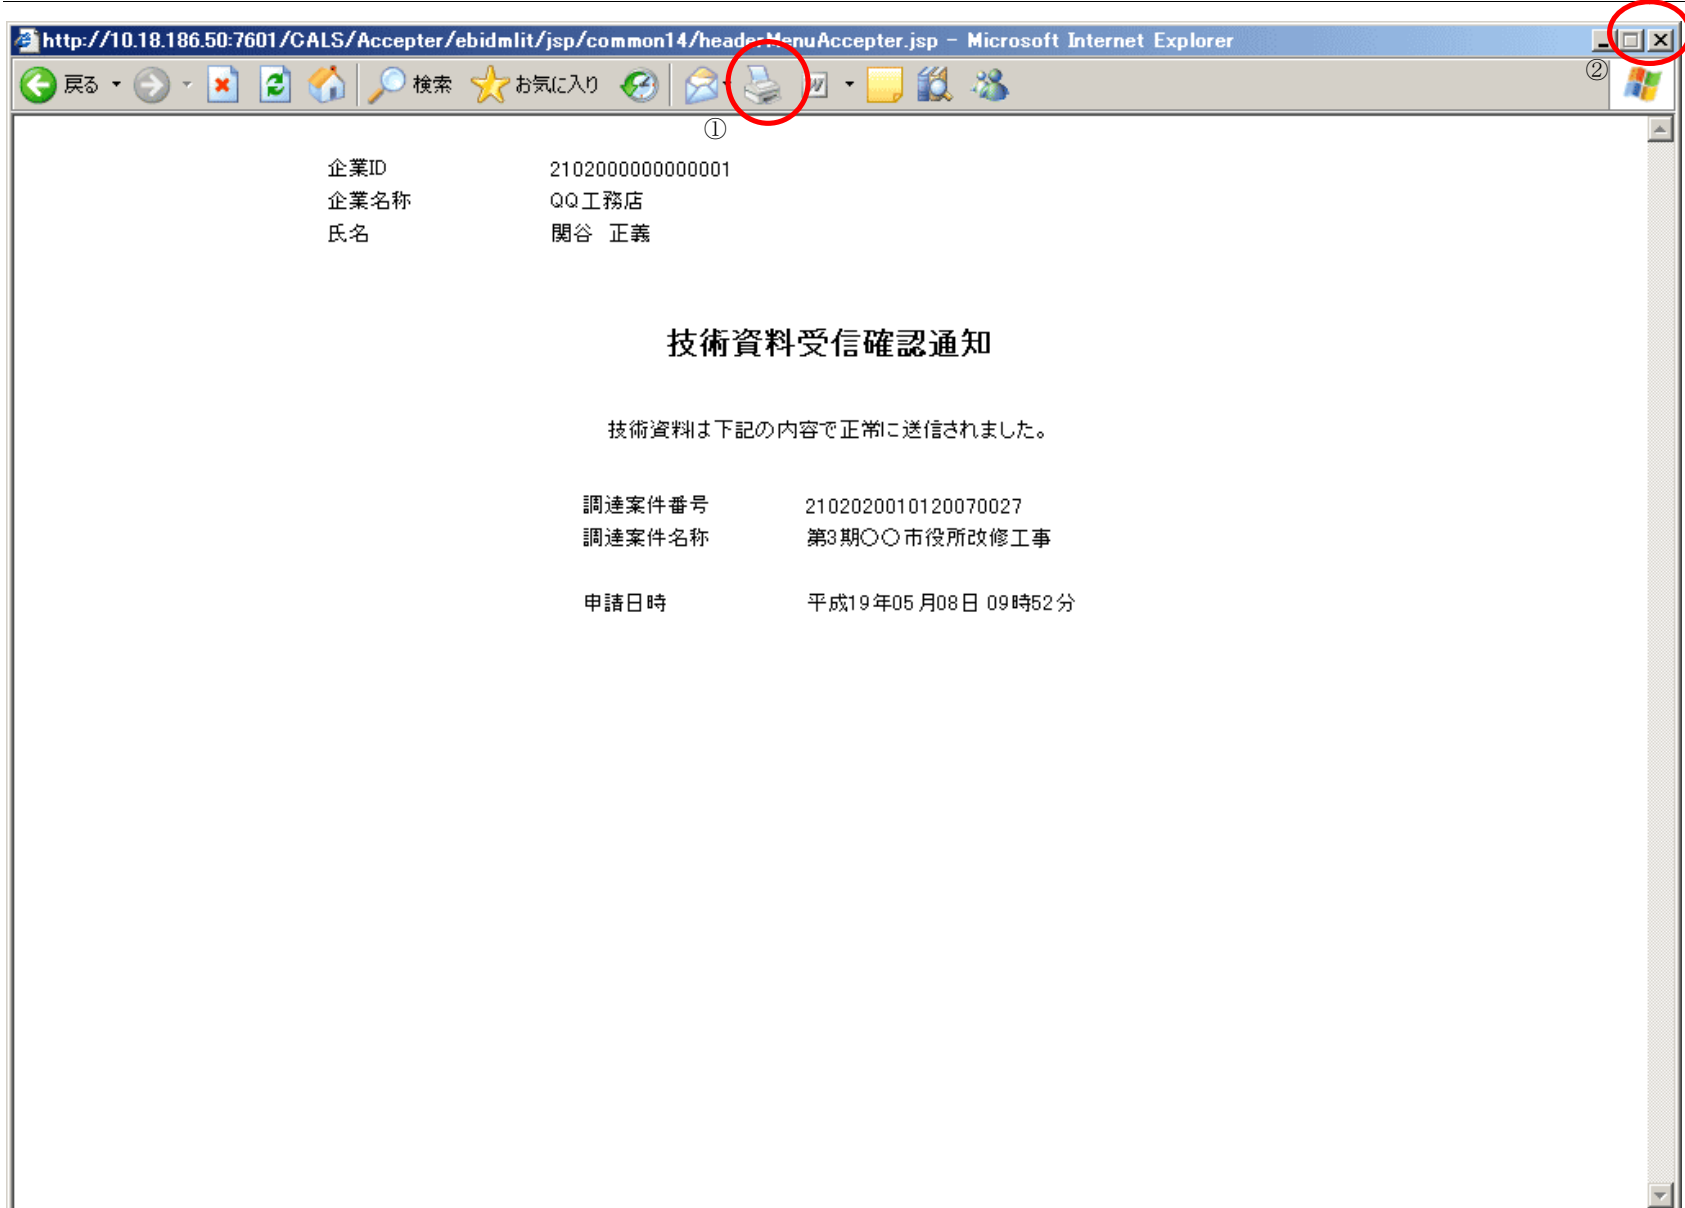 http://10.18.186.50:7601/CALS/Accepter/ebidmlit/jsp/common14/headerMenuAccepter.jsp - Microsoft Internet Explorer
戻る 検索 お気に入り
②
①
企業ID 2102000000000001
企業名称 QQ工務店
氏名 関谷 正義
技術資料受信確認通知
技術資料は下記の内容で正常に送信されました。
調達案件番号 2102020010120070027
調達案件名称 第3期〇〇市役所改修工事
申請日時 平成19年05月08日 09時52分